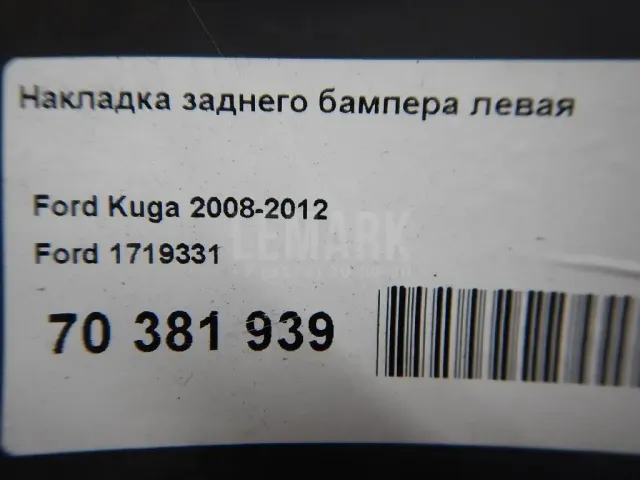 Накладка заднего бампера левая
Ford Kuga 2008-2012
LEMARK
Ford 1719331
70 381 939